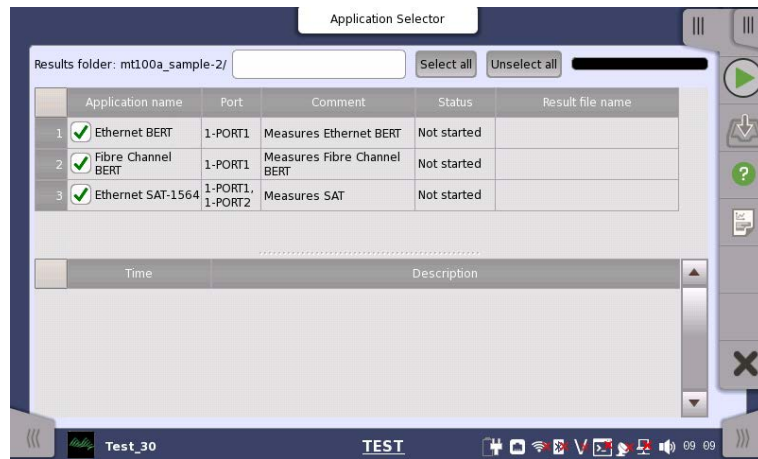 Application Selector
Results folder: mt100a_sample-2/
Select all
Unselect all
Application name Port Comment Status Result file name
1 Ethernet BERT 1-PORT1 Measures Ethernet BERT Not started
2 Fibre Channel BERT 1-PORT1 Measures Fibre Channel BERT Not started
3 Ethernet SAT-1564 1-PORT1, 1-PORT2 Measures SAT Not started
Time Description
Test_30 TEST 09 09